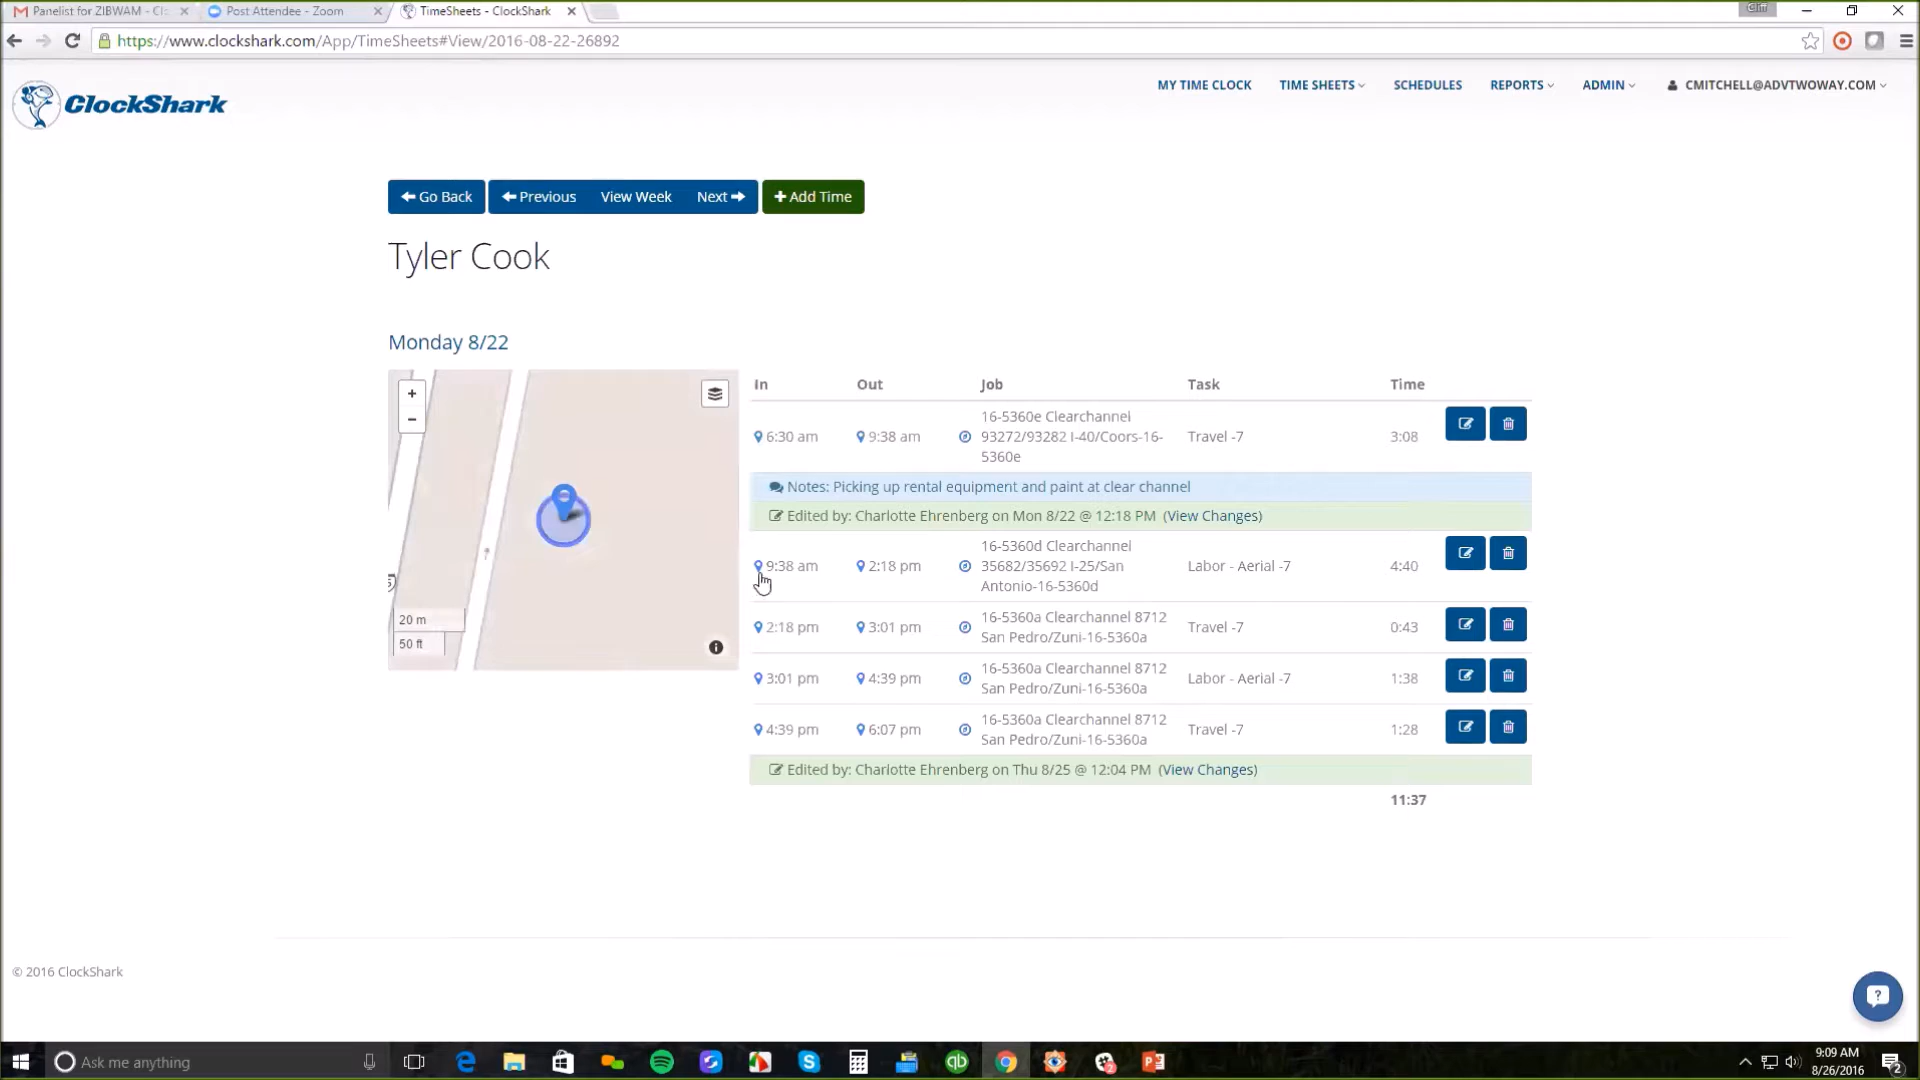 Panelist for ZIBWAM - Cl
Post Attendee - Zoom
TimeSheets - ClockShark
Cliff
https://www.clockshark.com/App/TimeSheets#View/2016-08-22-26892
ClockShark
MY TIME CLOCK
TIME SHEETS
SCHEDULES
REPORTS
ADMIN
CMITCHELL@ADVTWOWAY.COM
Go Back
Previous
View Week
Next
+ Add Time
Tyler Cook
Monday 8/22
+
−
20 m
50 ft
In Out Job Task Time
6:30 am 9:38 am 16-5360e Clearchannel 93272/93282 I-40/Coors-16-5360e Travel -7 3:08
Notes: Picking up rental equipment and paint at clear channel
Edited by: Charlotte Ehrenberg on Mon 8/22 @ 12:18 PM (View Changes)
9:38 am 2:18 pm 16-5360d Clearchannel 35682/35692 I-25/San Antonio-16-5360d Labor - Aerial -7 4:40
2:18 pm 3:01 pm 16-5360a Clearchannel 8712 San Pedro/Zuni-16-5360a Travel -7 0:43
3:01 pm 4:39 pm 16-5360a Clearchannel 8712 San Pedro/Zuni-16-5360a Labor - Aerial -7 1:38
4:39 pm 6:07 pm 16-5360a Clearchannel 8712 San Pedro/Zuni-16-5360a Travel -7 1:28
Edited by: Charlotte Ehrenberg on Thu 8/25 @ 12:04 PM (View Changes)
11:37
© 2016 ClockShark
Ask me anything
9:09 AM
8/26/2016
2